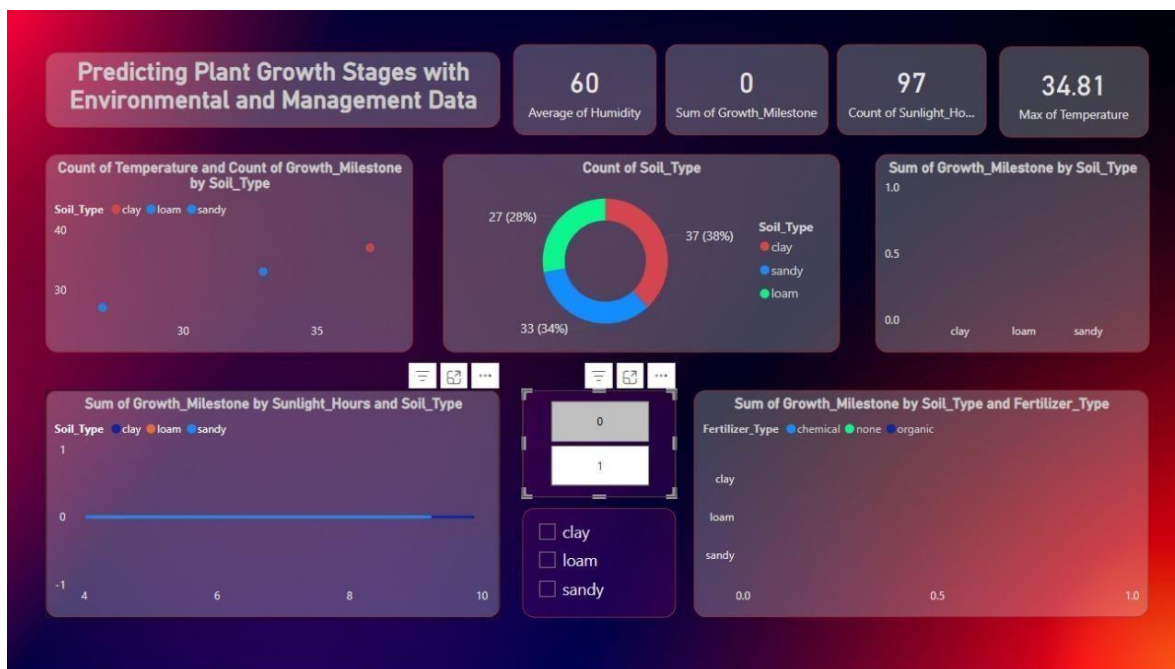 Predicting Plant Growth Stages with
Environmental and Management Data
60
Average of Humidity
0
Sum of Growth_Milestone
97
Count of Sunlight_Ho...
34.81
Max of Temperature
Count of Temperature and Count of Growth_Milestone
by Soil_Type
Soil_Type clay loam sandy
40
30
30 35
Count of Soil_Type
27 (28%)
37 (38%)
33 (34%)
Soil_Type
clay
sandy
loam
Sum of Growth_Milestone by Soil_Type
1.0
0.5
0.0
clay loam sandy
Sum of Growth_Milestone by Sunlight_Hours and Soil_Type
Soil_Type clay loam sandy
1
0
-1
4 6 8 10
0
1
clay
loam
sandy
Sum of Growth_Milestone by Soil_Type and Fertilizer_Type
Fertilizer_Type chemical none organic
clay
loam
sandy
0.0 0.5 1.0